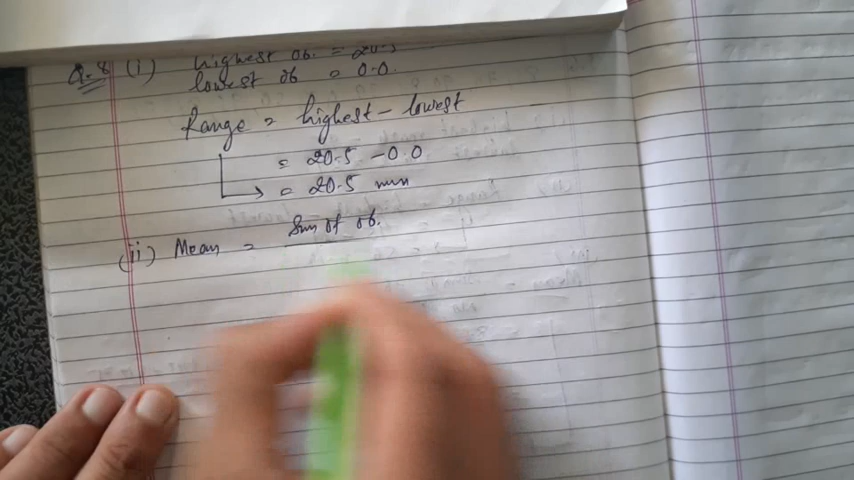 Q.8 (i) highest ob. = 20.5
lowest ob = 0.0.
Range = highest - lowest
= 20.5 - 0.0
= 20.5 mm
(ii) Mean = Sum of ob.